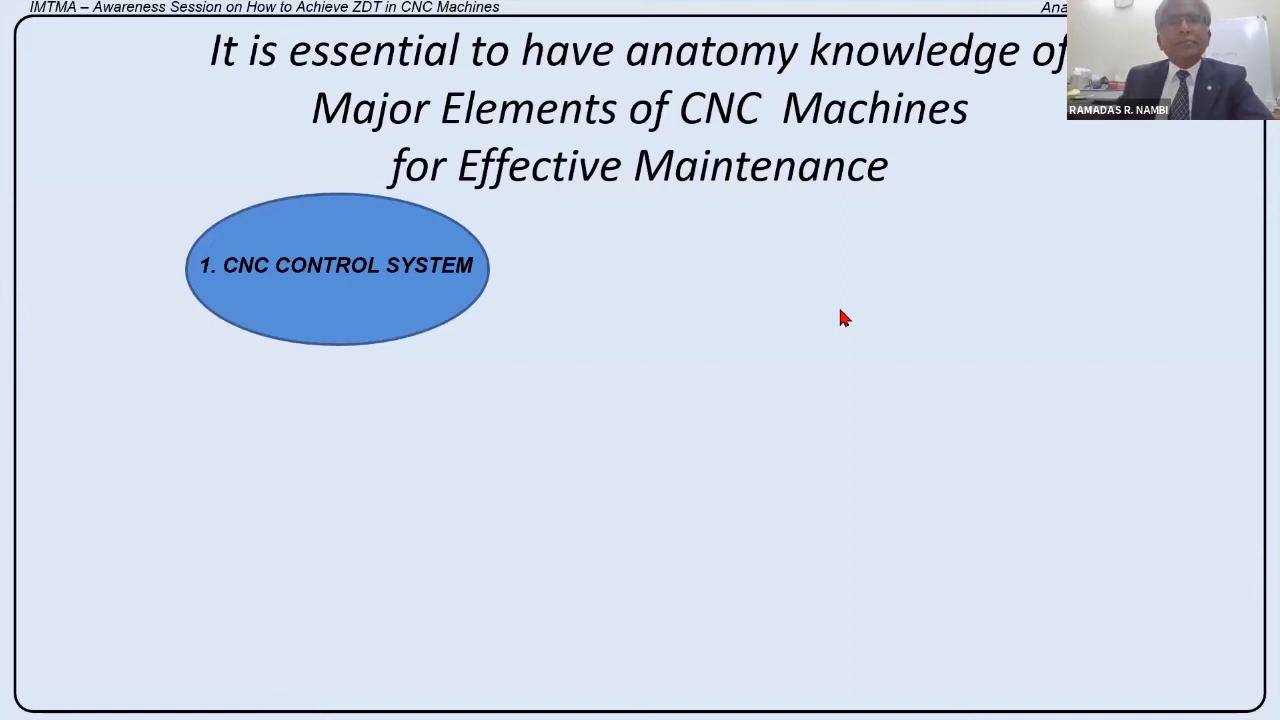 IMTMA – Awareness Session on How to Achieve ZDT in CNC Machines
It is essential to have anatomy knowledge of
Major Elements of CNC Machines
for Effective Maintenance
RAMADAS R. NAMBI
1. CNC CONTROL SYSTEM